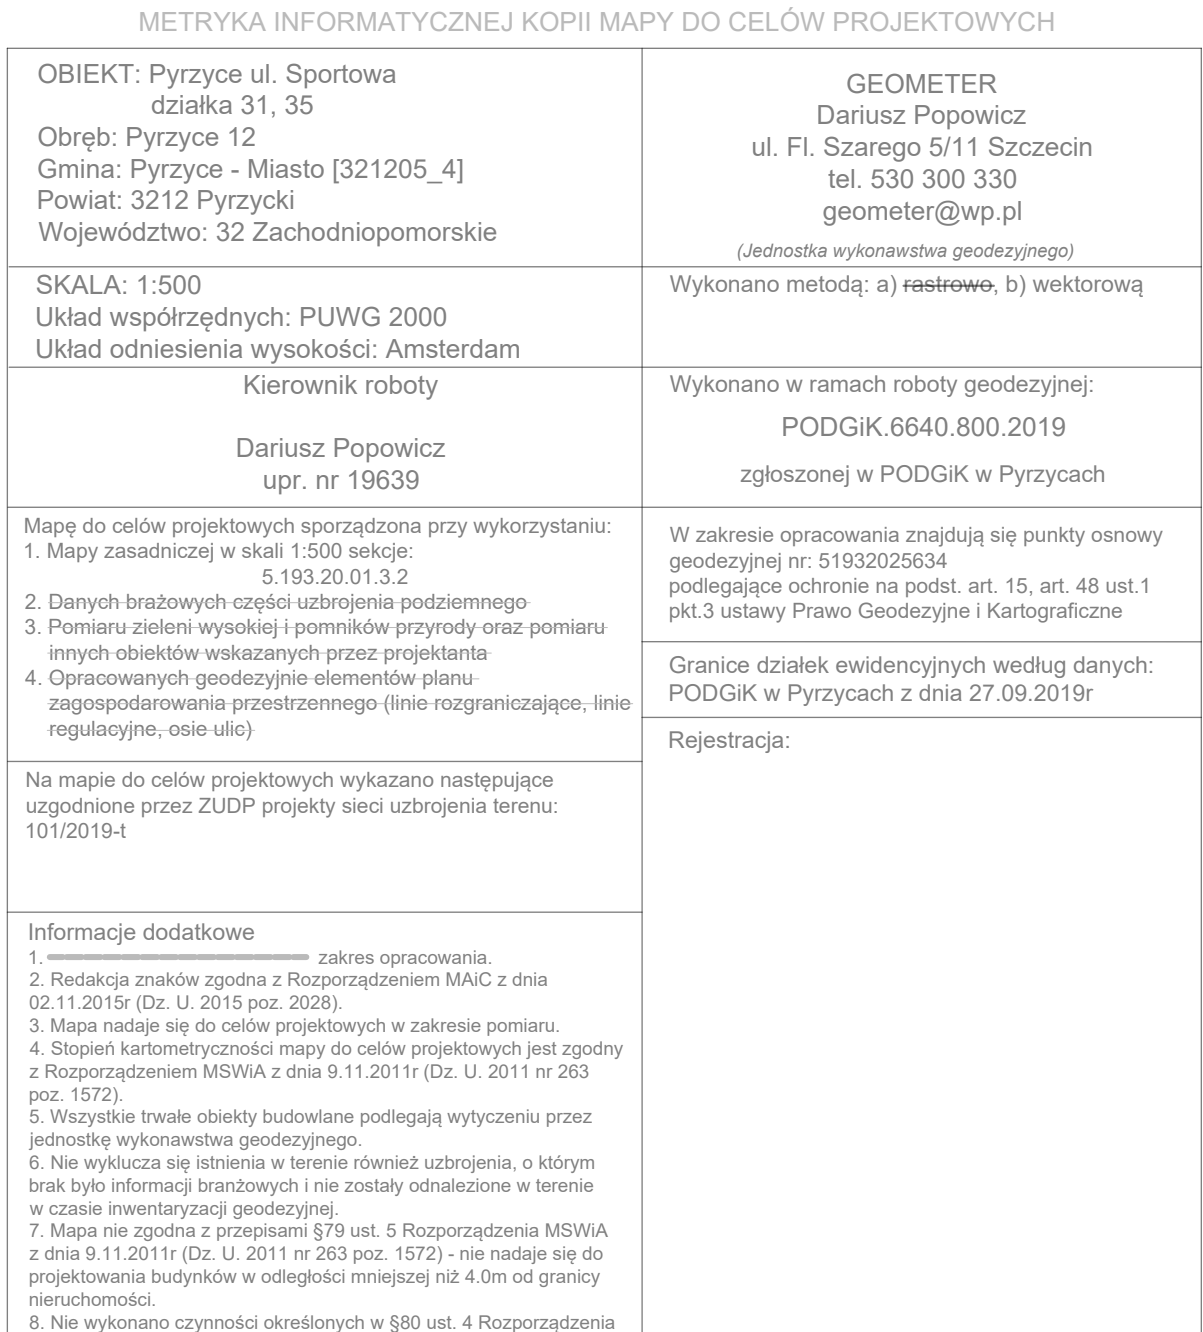 METRYKA INFORMATYCZNEJ KOPII MAPY DO CELÓW PROJEKTOWYCH
OBIEKT: Pyrzyce ul. Sportowa
działka 31, 35
Obręb: Pyrzyce 12
Gmina: Pyrzyce - Miasto [321205_4]
Powiat: 3212 Pyrzycki
Województwo: 32 Zachodniopomorskie
GEOMETER
Dariusz Popowicz
ul. Fl. Szarego 5/11 Szczecin
tel. 530 300 330
geometer@wp.pl
(Jednostka wykonawstwa geodezyjnego)
SKALA: 1:500
Układ współrzędnych: PUWG 2000
Układ odniesienia wysokości: Amsterdam
Wykonano metodą: a) rastrowo, b) wektorową
Kierownik roboty
Dariusz Popowicz
upr. nr 19639
Wykonano w ramach roboty geodezyjnej:
PODGiK.6640.800.2019
zgłoszonej w PODGiK w Pyrzycach
Mapę do celów projektowych sporządzona przy wykorzystaniu:
1. Mapy zasadniczej w skali 1:500 sekcje:
5.193.20.01.3.2
2. Danych brażowych części uzbrojenia podziemnego
3. Pomiaru zieleni wysokiej i pomników przyrody oraz pomiaru
innych obiektów wskazanych przez projektanta
4. Opracowanych geodezyjnie elementów planu
zagospodarowania przestrzennego (linie rozgraniczające, linie
regulacyjne, osie ulic)
W zakresie opracowania znajdują się punkty osnowy
geodezyjnej nr: 51932025634
podlegające ochronie na podst. art. 15, art. 48 ust.1
pkt.3 ustawy Prawo Geodezyjne i Kartograficzne
Granice działek ewidencyjnych według danych:
PODGiK w Pyrzycach z dnia 27.09.2019r
Rejestracja:
Na mapie do celów projektowych wykazano następujące
uzgodnione przez ZUDP projekty sieci uzbrojenia terenu:
101/2019-t
Informacje dodatkowe
1. zakres opracowania.
2. Redakcja znaków zgodna z Rozporządzeniem MAiC z dnia
02.11.2015r (Dz. U. 2015 poz. 2028).
3. Mapa nadaje się do celów projektowych w zakresie pomiaru.
4. Stopień kartometryczności mapy do celów projektowych jest zgodny
z Rozporządzeniem MSWiA z dnia 9.11.2011r (Dz. U. 2011 nr 263
poz. 1572).
5. Wszystkie trwałe obiekty budowlane podlegają wytyczeniu przez
jednostkę wykonawstwa geodezyjnego.
6. Nie wyklucza się istnienia w terenie również uzbrojenia, o którym
brak było informacji branżowych i nie zostały odnalezione w terenie
w czasie inwentaryzacji geodezyjnej.
7. Mapa nie zgodna z przepisami §79 ust. 5 Rozporządzenia MSWiA
z dnia 9.11.2011r (Dz. U. 2011 nr 263 poz. 1572) - nie nadaje się do
projektowania budynków w odległości mniejszej niż 4.0m od granicy
nieruchomości.
8. Nie wykonano czynności określonych w §80 ust. 4 Rozporządzenia